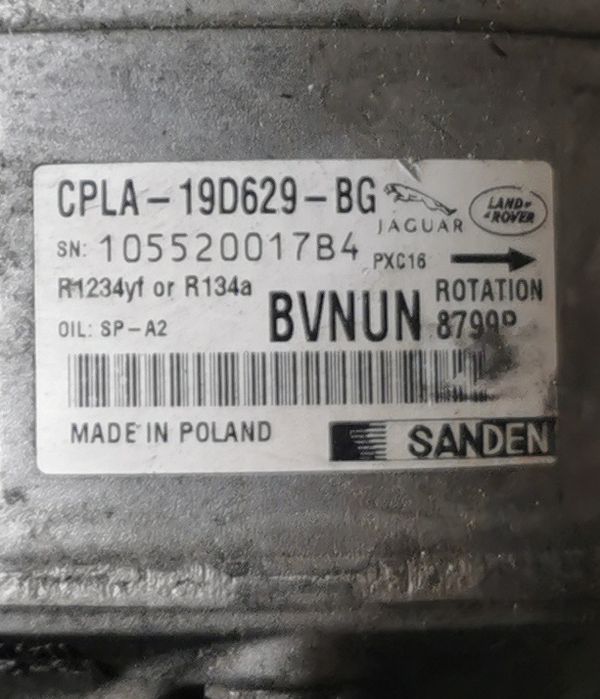 CPLA-19D629-BG
JAGUAR
LAND-
ROVER
SN: 105520017B4
PXC16
R1234yf or R134a
BVNUN
ROTATION
OIL: SP-A2
MADE IN POLAND
SANDEN